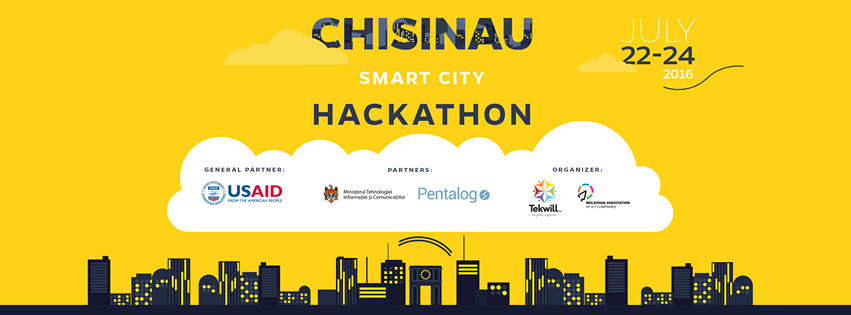 CHISINAU
SMART CITY
HACKATHON
JULY
22-24
2016
GENERAL PARTNER:
USAID
FROM THE AMERICAN PEOPLE
PARTNERS:
Ministerul Tehnologiei
Informației și Comunicațiilor
Pentalog
ORGANIZER:
Tekwill
MOLDOVAN ASSOCIATION
OF ICT COMPANIES